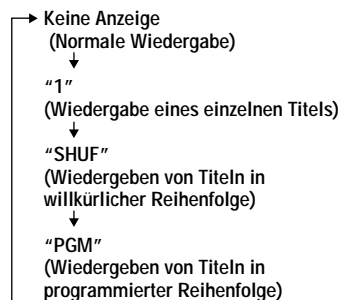 Keine Anzeige
(Normale Wiedergabe)
“1”
(Wiedergabe eines einzelnen Titels)
“SHUF”
(Wiedergeben von Titeln in
willkürlicher Reihenfolge)
“PGM”
(Wiedergeben von Titeln in
programmierter Reihenfolge)